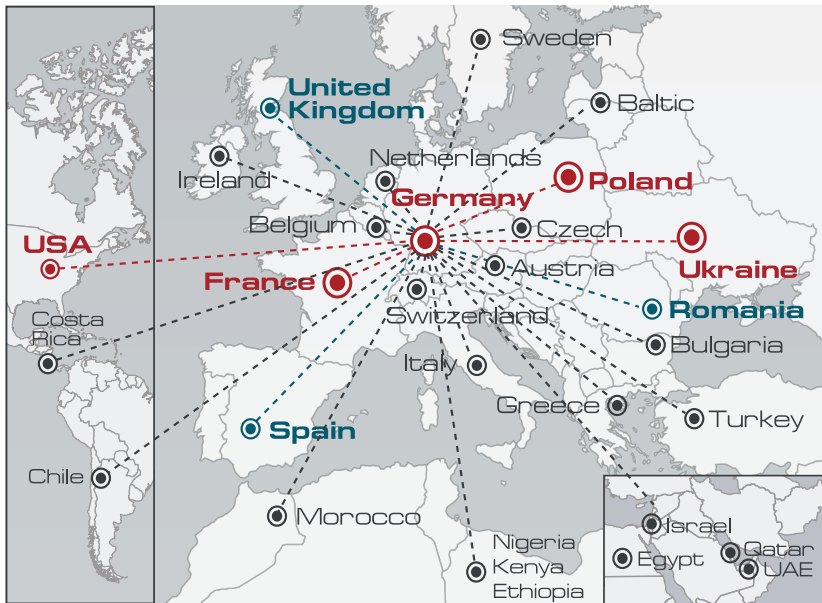 Sweden
United
Kingdom
Baltic
Netherlands
Ireland
Germany
Poland
Belgium
Czech
USA
Ukraine
France
Austria
Costa
Rica
Switzerland
Romania
Bulgaria
Italy
Greece
Turkey
Spain
Chile
Morocco
Nigeria
Kenya
Ethiopia
Israel
Egypt
Qatar
UAE